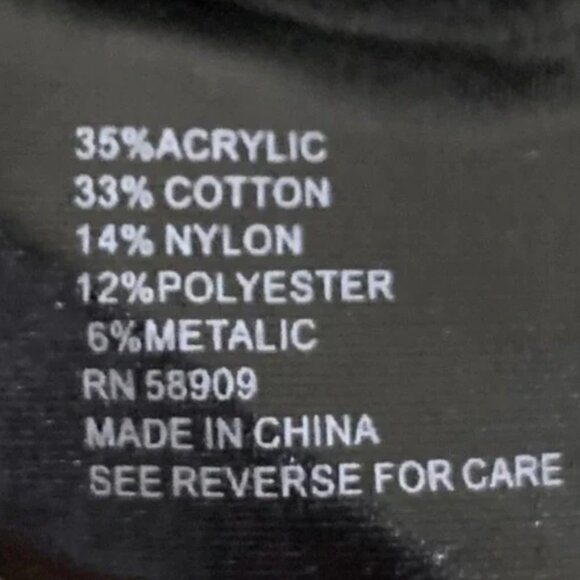 35%ACRYLIC
33% COTTON
14% NYLON
12%POLYESTER
6%METALIC
RN 58909
MADE IN CHINA
SEE REVERSE FOR CARE